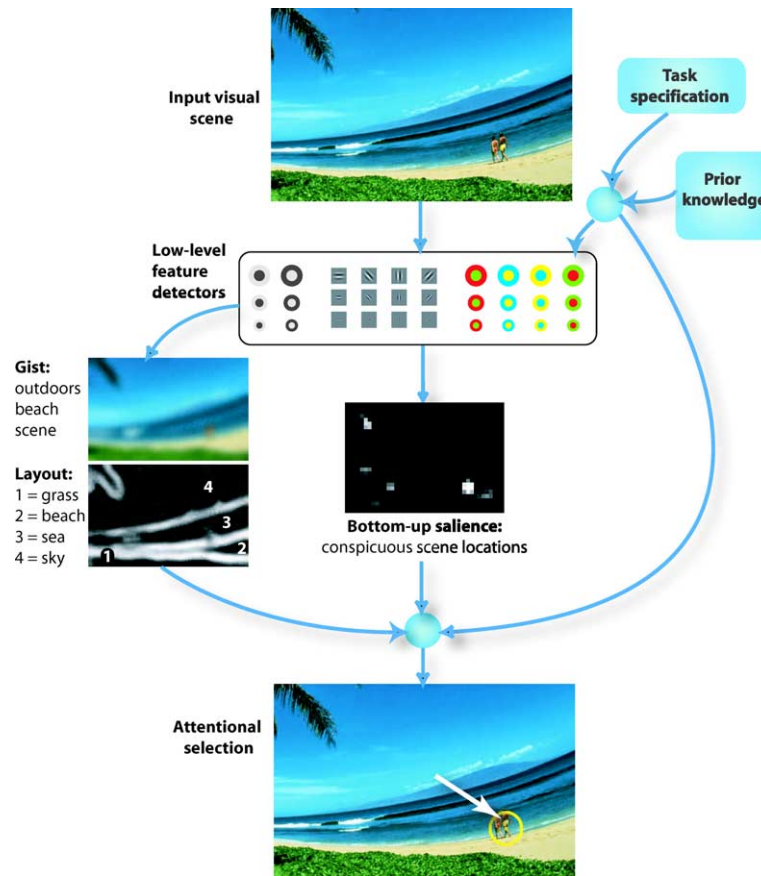 Input visual
scene
Task
specification
Prior
knowledge
Low-level
feature
detectors
Gist:
outdoors
beach
scene
Layout:
1 = grass
2 = beach
3 = sea
4 = sky
4
3
2
1
Bottom-up salience:
conspicuous scene locations
Attentional
selection